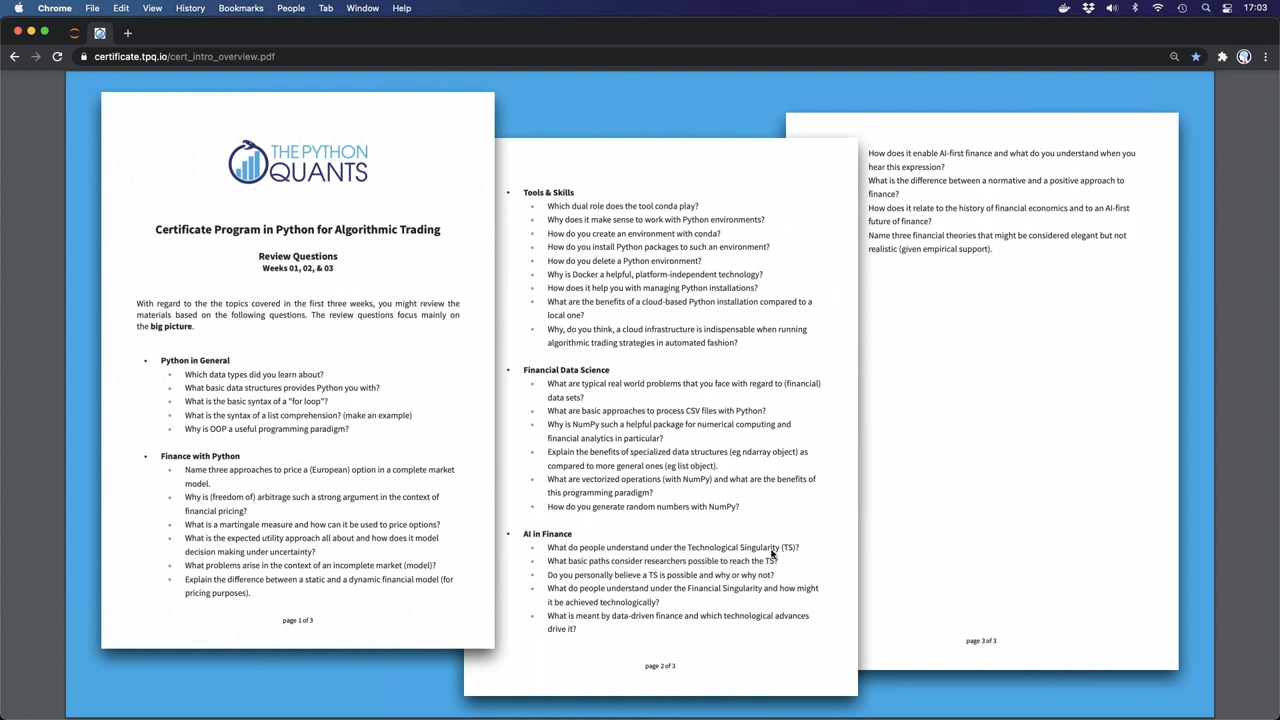 Chrome File Edit View History Bookmarks People Tab Window Help 17:03
certificate.tpq.io/cert_intro_overview.pdf
THE PYTHON
QUANTS
Certificate Program in Python for Algorithmic Trading
Review Questions
Weeks 01, 02, & 03
With regard to the the topics covered in the first three weeks, you might review the
materials based on the following questions. The review questions focus mainly on
the big picture.
• Python in General
• Which data types did you learn about?
• What basic data structures provides Python you with?
• What is the basic syntax of a "for loop"?
• What is the syntax of a list comprehension? (make an example)
• Why is OOP a useful programming paradigm?
• Finance with Python
• Name three approaches to price a (European) option in a complete market
model.
• Why is (freedom of) arbitrage such a strong argument in the context of
financial pricing?
• What is a martingale measure and how can it be used to price options?
• What is the expected utility approach all about and how does it model
decision making under uncertainty?
• What problems arise in the context of an incomplete market (model)?
• Explain the difference between a static and a dynamic financial model (for
pricing purposes).
page 1 of 3
• Tools & Skills
• Which dual role does the tool conda play?
• Why does it make sense to work with Python environments?
• How do you create an environment with conda?
• How do you install Python packages to such an environment?
• How do you delete a Python environment?
• Why is Docker a helpful, platform-independent technology?
• How does it help you with managing Python installations?
• What are the benefits of a cloud-based Python installation compared to a
local one?
• Why, do you think, a cloud infrastructure is indispensable when running
algorithmic trading strategies in automated fashion?
• Financial Data Science
• What are typical real world problems that you face with regard to (financial)
data sets?
• What are basic approaches to process CSV files with Python?
• Why is NumPy such a helpful package for numerical computing and
financial analytics in particular?
• Explain the benefits of specialized data structures (eg ndarray object) as
compared to more general ones (eg list object).
• What are vectorized operations (with NumPy) and what are the benefits of
this programming paradigm?
• How do you generate random numbers with NumPy?
• AI in Finance
• What do people understand under the Technological Singularity (TS)?
• What basic paths consider researchers possible to reach the TS?
• Do you personally believe a TS is possible and why or why not?
• What do people understand under the Financial Singularity and how might
it be achieved technologically?
• What is meant by data-driven finance and which technological advances
drive it?
page 2 of 3
How does it enable AI-first finance and what do you understand when you
hear this expression?
What is the difference between a normative and a positive approach to
finance?
How does it relate to the history of financial economics and to an AI-first
future of finance?
Name three financial theories that might be considered elegant but not
realistic (given empirical support).
page 3 of 3